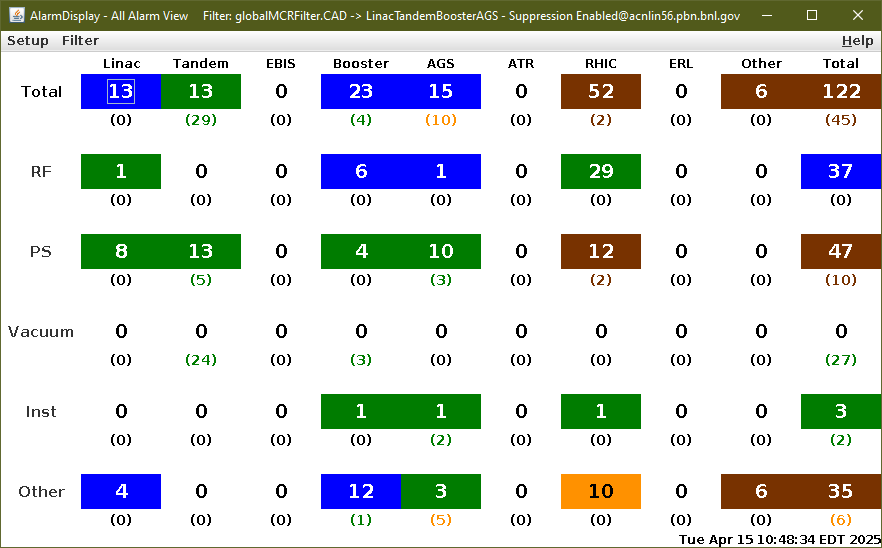 AlarmDisplay - All Alarm View Filter: globalMCRFilter.CAD -> LinacTandemBoosterAGS - Suppression Enabled@acnlin56.pbn.bnl.gov
Setup Filter Help
Linac Tandem EBIS Booster AGS ATR RHIC ERL Other Total
Total 13 13 0 23 15 0 52 0 6 122
(0) (29) (0) (4) (10) (0) (2) (0) (0) (45)
RF 1 0 0 6 1 0 29 0 0 37
(0) (0) (0) (0) (0) (0) (0) (0) (0) (0)
PS 8 13 0 4 10 0 12 0 0 47
(0) (5) (0) (0) (3) (0) (2) (0) (0) (10)
Vacuum 0 0 0 0 0 0 0 0 0 0
(0) (24) (0) (3) (0) (0) (0) (0) (0) (27)
Inst 0 0 0 1 1 0 1 0 0 3
(0) (0) (0) (0) (2) (0) (0) (0) (0) (2)
Other 4 0 0 12 3 0 10 0 6 35
(0) (0) (0) (1) (5) (0) (0) (0) (0) (6)
Tue Apr 15 10:48:34 EDT 2025